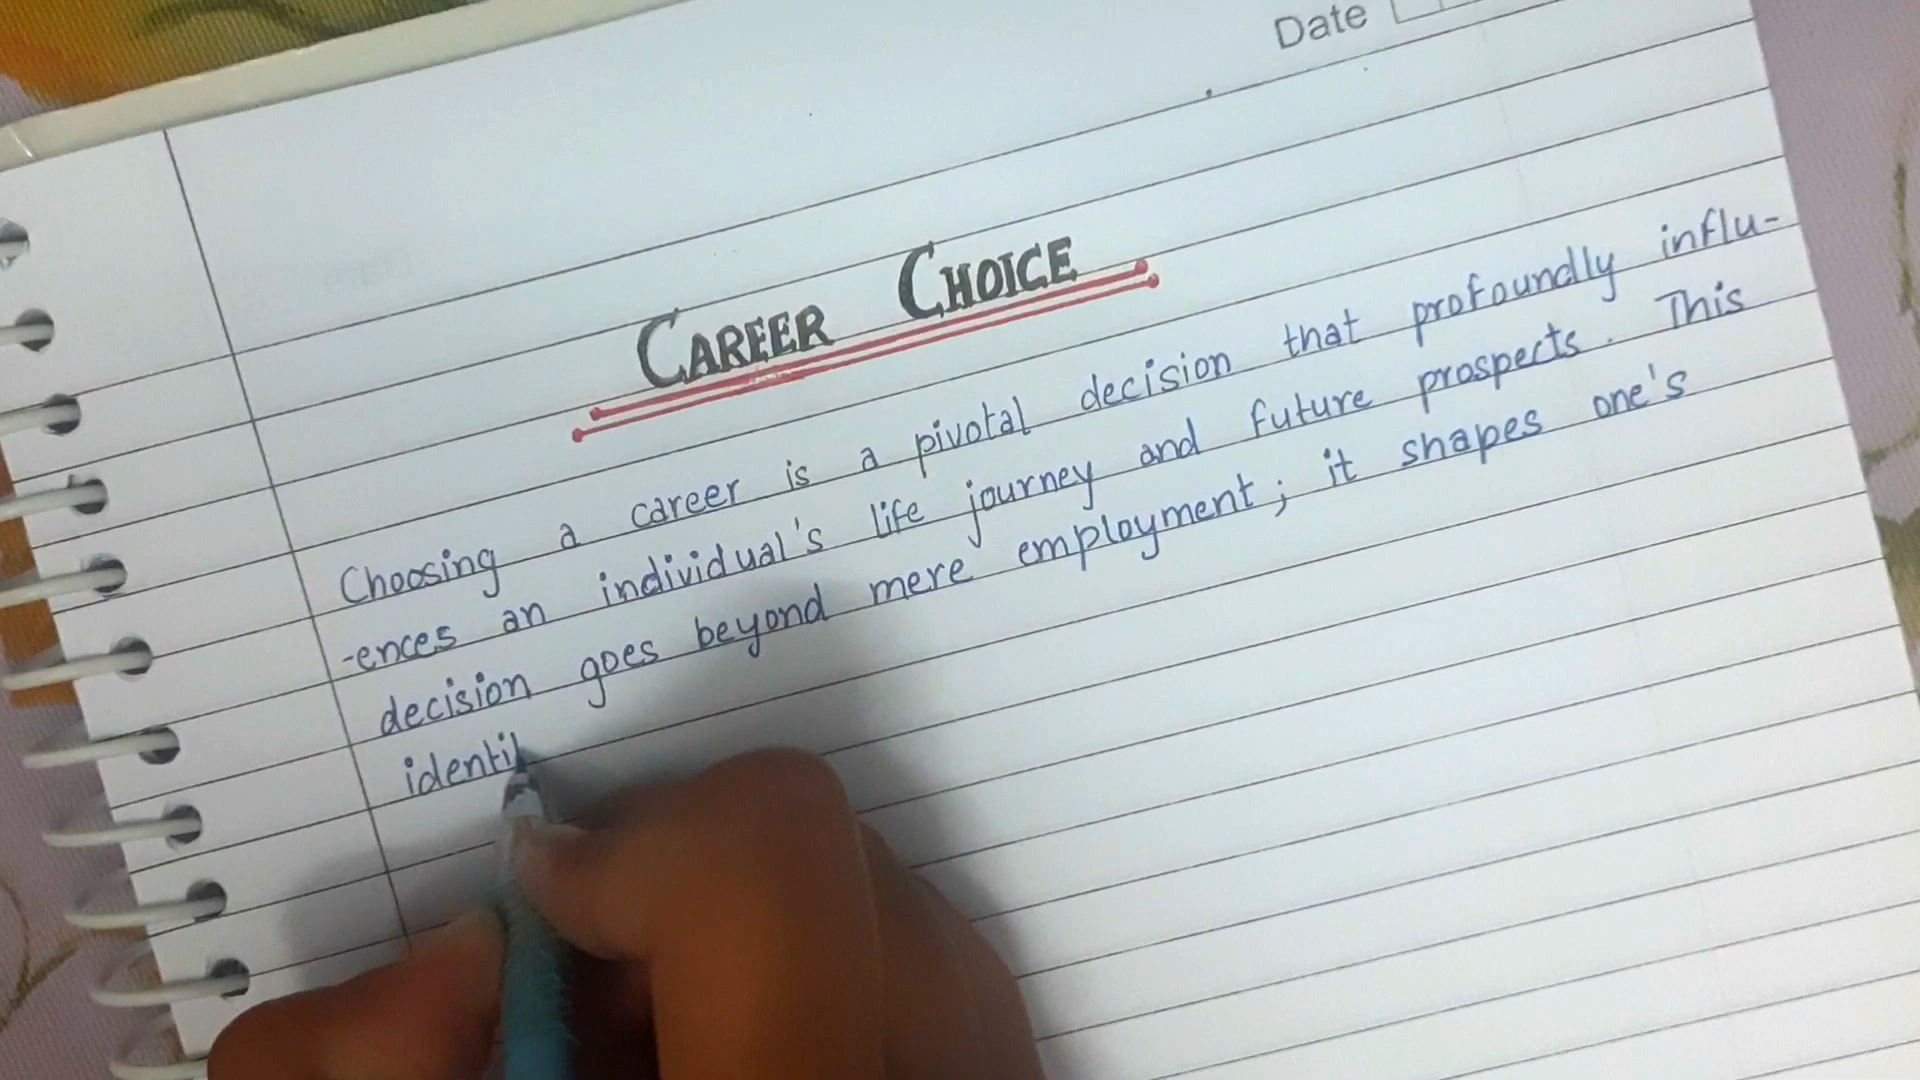 Date
CAREER CHOICE
Choosing a career is a pivotal decision that profoundly influ-
-ences an individual's life journey and future prospects. This
decision goes beyond mere employment; it shapes one's